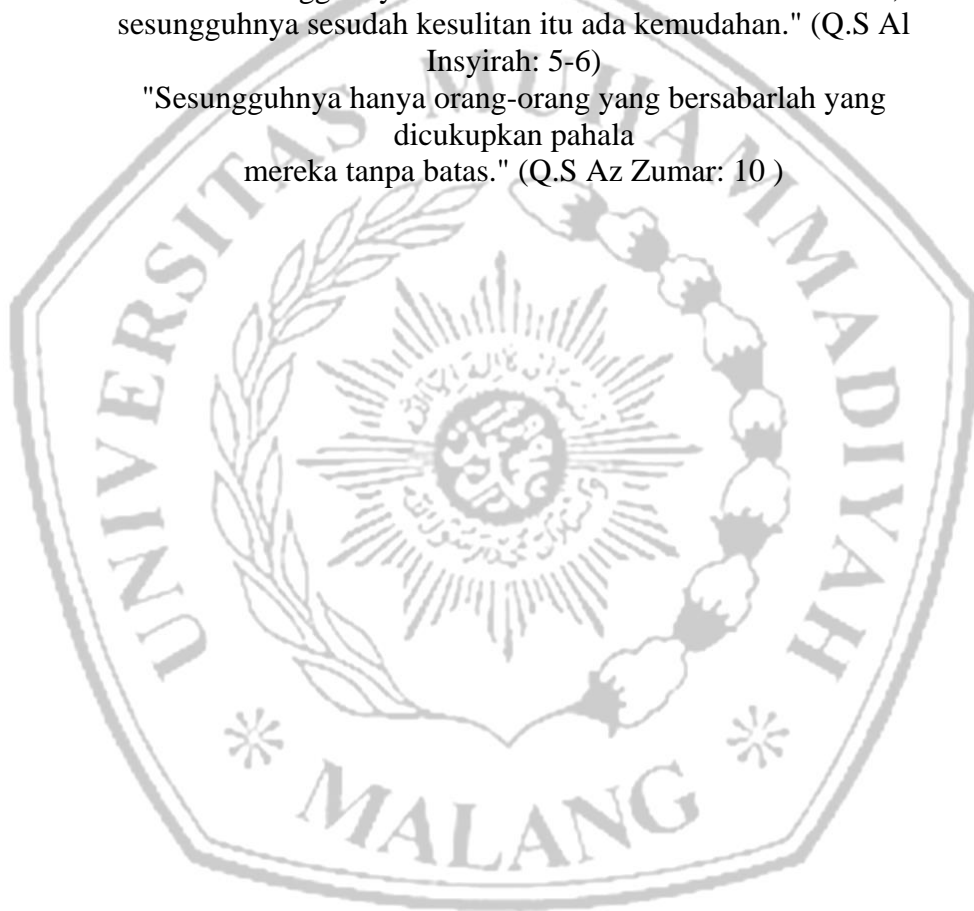 sesungguhnya sesudah kesulitan itu ada kemudahan." (Q.S Al
Insyirah: 5-6)
"Sesungguhnya hanya orang-orang yang bersabarlah yang
dicukupkan pahala
mereka tanpa batas." (Q.S Az Zumar: 10 )
UNIVERSITAS MUHAMMADIYAH
MALANG